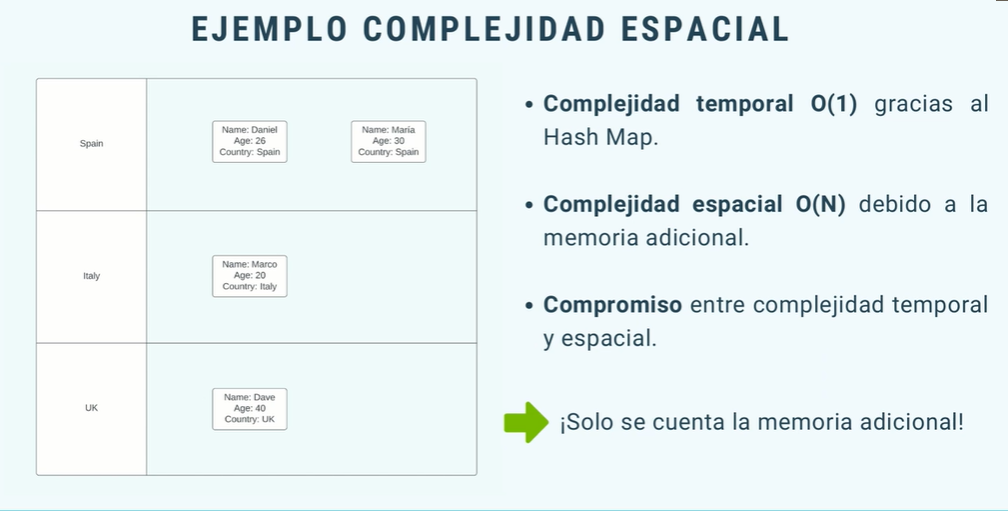 EJEMPLO COMPLEJIDAD ESPACIAL
Spain
Name: Daniel
Age: 26
Country: Spain
Name: Maria
Age: 30
Country: Spain
Italy
Name: Marco
Age: 20
Country: Italy
UK
Name: Dave
Age: 40
Country: UK
• Complejidad temporal O(1) gracias al
Hash Map.
• Complejidad espacial O(N) debido a la
memoria adicional.
• Compromiso entre complejidad temporal
y espacial.
¡Solo se cuenta la memoria adicional!